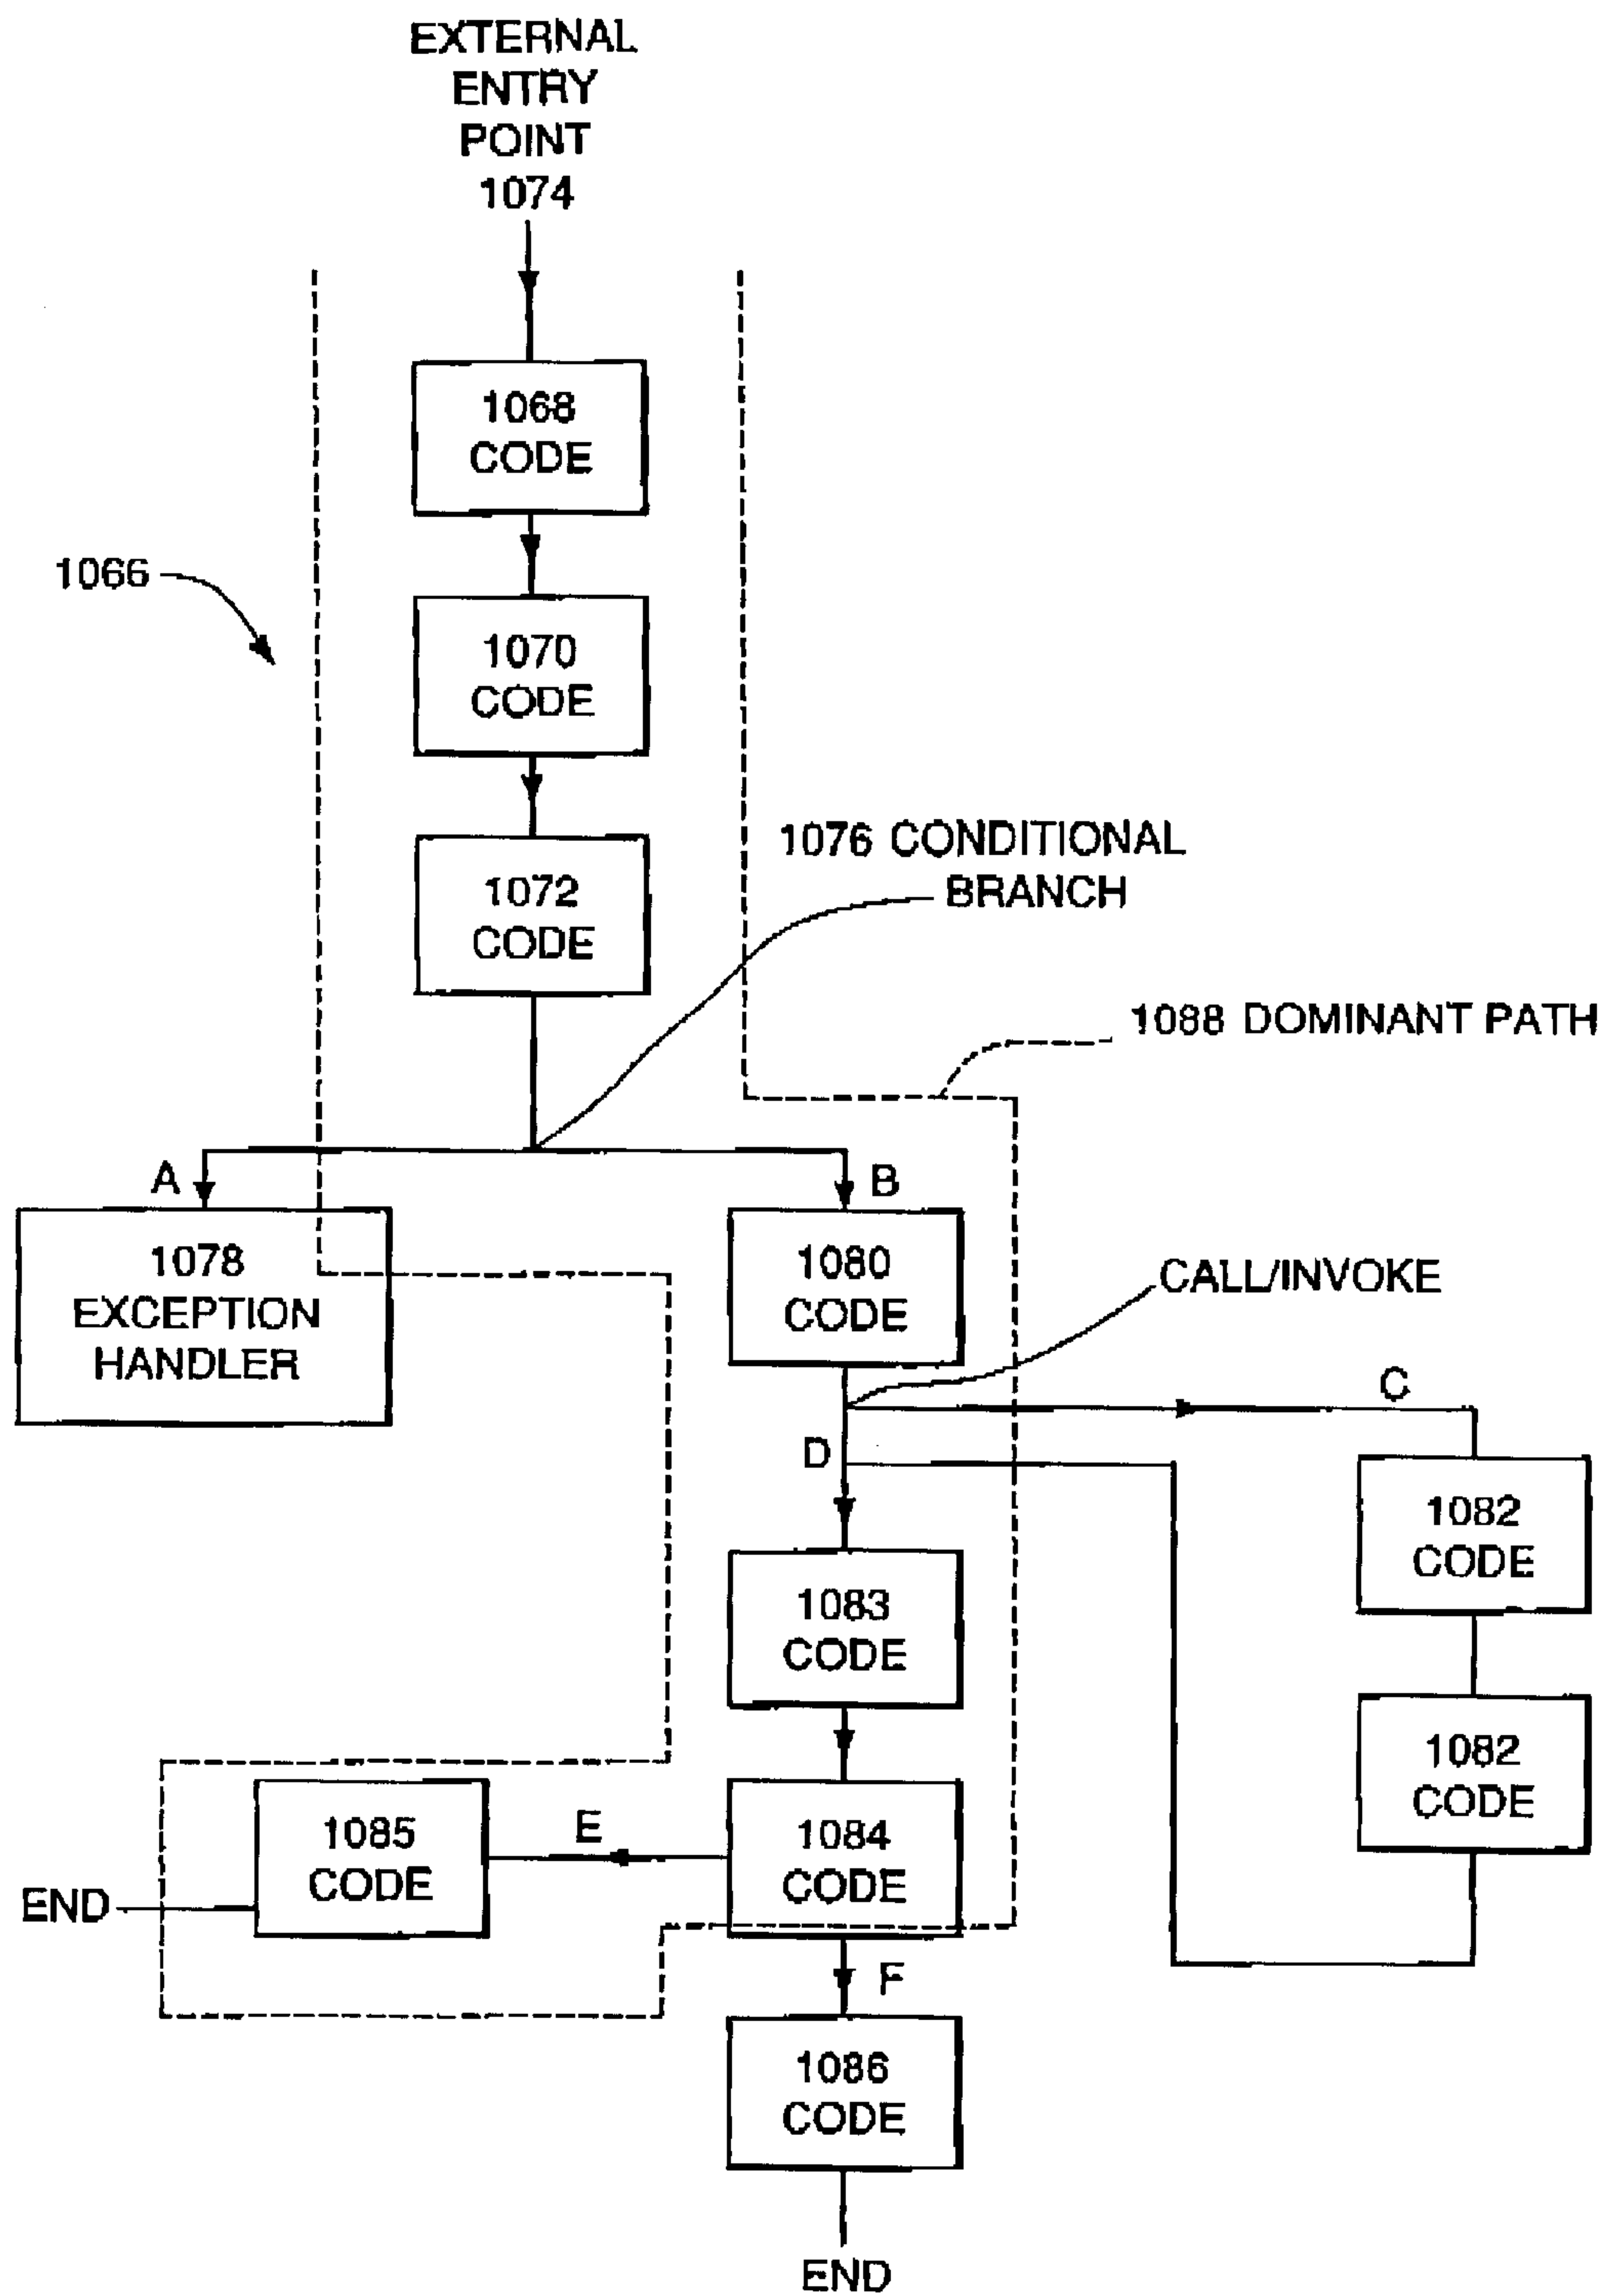 EXTERNAL
ENTRY
POINT
1074
1068
CODE
1066
1070
CODE
1072
CODE
1076 CONDITIONAL
BRANCH
1088 DOMINANT PATH
A
B
1078
EXCEPTION
HANDLER
1080
CODE
CALL/INVOKE
C
D
1082
CODE
1083
CODE
1082
CODE
1085
CODE
E
1084
CODE
END
F
1086
CODE
END